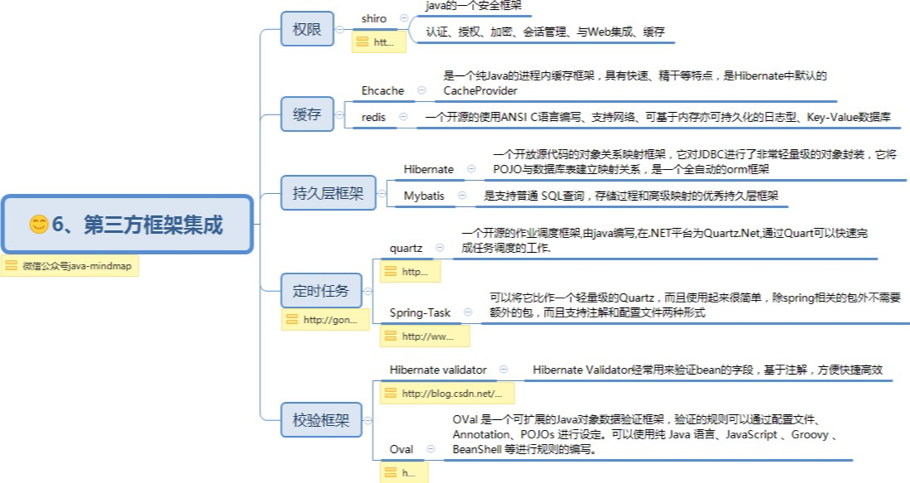 6、第三方框架集成
微信公众号java-mindmap
权限
shiro
htt...
java的一个安全框架
认证、授权、加密、会话管理、与Web集成、缓存
缓存
Ehcache
是一个纯Java的进程内缓存框架，具有快速、精干等特点，是Hibernate中默认的
CacheProvider
redis
一个开源的使用ANSI C语言编写、支持网络、可基于内存亦可持久化的日志型、Key-Value数据库
持久层框架
Hibernate
一个开放源代码的对象关系映射框架，它对JDBC进行了非常轻量级的对象封装，它将
POJO与数据库表建立映射关系，是一个全自动的orm框架
Mybatis
是支持普通 SQL查询，存储过程和高级映射的优秀持久层框架
定时任务
http://gon...
quartz
http...
一个开源的作业调度框架,由java编写,在.NET平台为Quartz.Net,通过Quart可以快速完
成任务调度的工作.
Spring-Task
http://ww...
可以将它比作一个轻量级的Quartz，而且使用起来很简单，除spring相关的包外不需要
额外的包，而且支持注解和配置文件两种形式
校验框架
Hibernate validator
http://blog.csdn.net/...
Hibernate Validator经常用来验证bean的字段，基于注解，方便快捷高效
Oval
h...
OVal 是一个可扩展的Java对象数据验证框架，验证的规则可以通过配置文件、
Annotation、POJOs 进行设定。可以使用纯 Java 语言、JavaScript 、Groovy 、
BeanShell 等进行规则的编写。